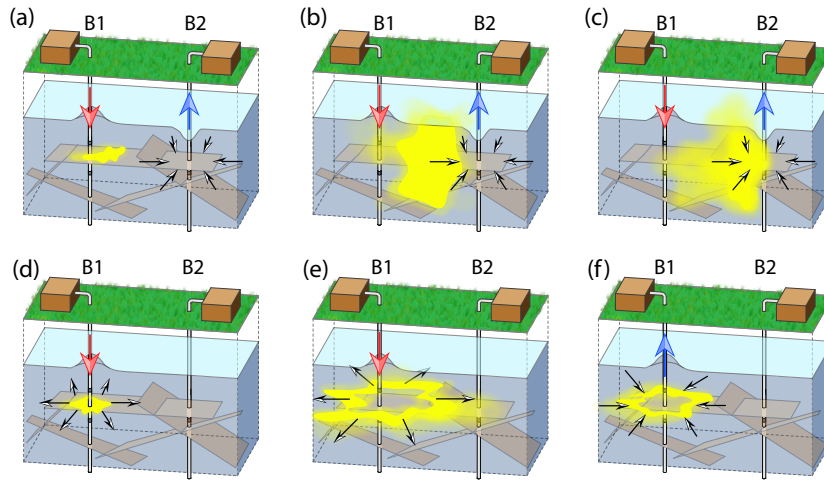 (a) B1 B2
(b) B1 B2
(c) B1 B2
(d) B1 B2
(e) B1 B2
(f) B1 B2